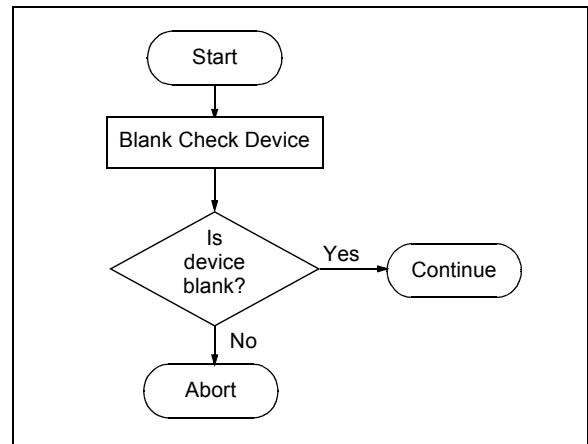 Start
Blank Check Device
Is
device
blank?
Yes
Continue
No
Abort